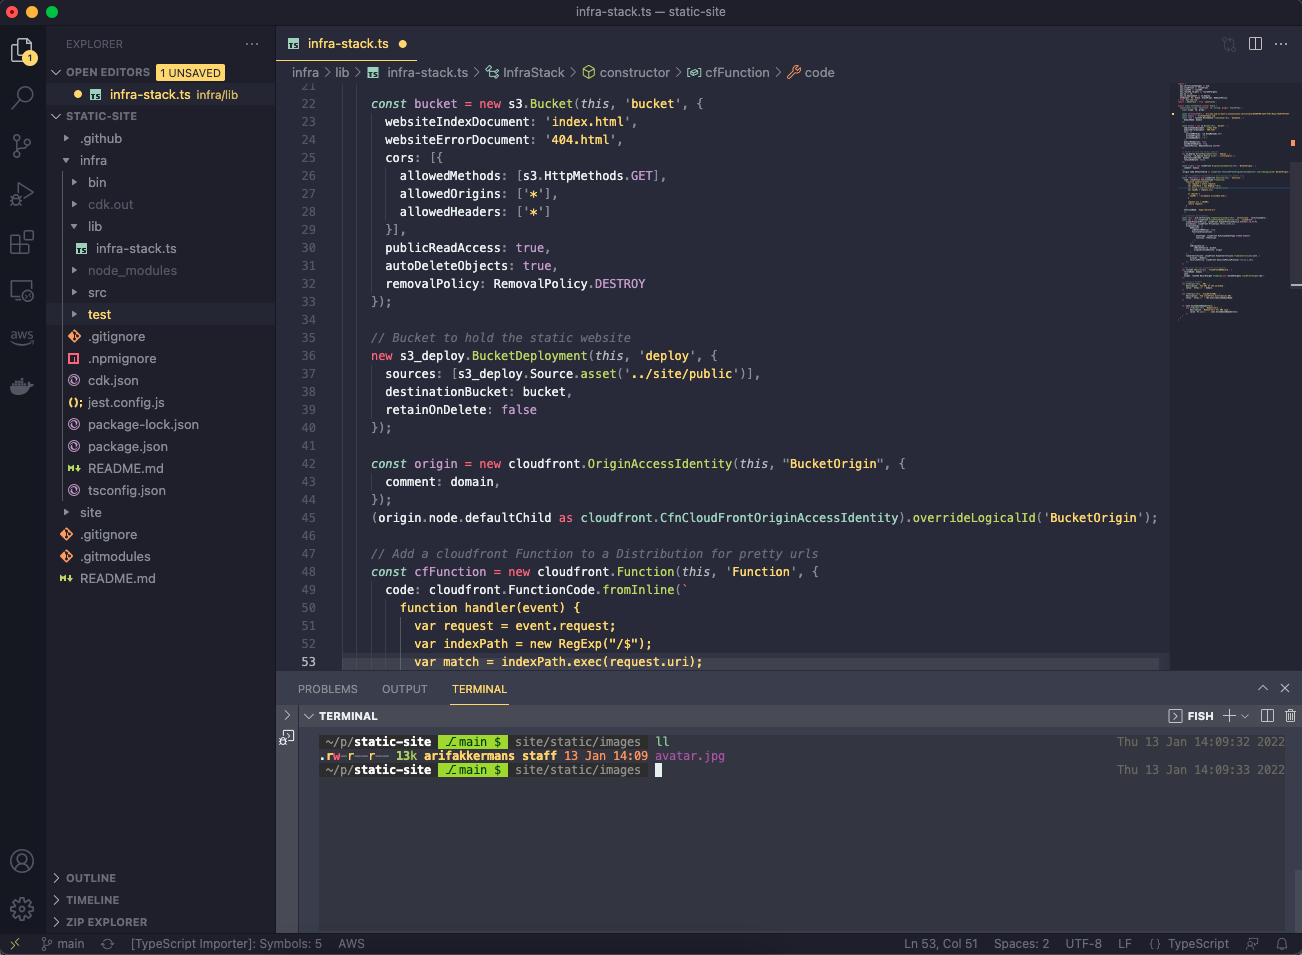 infra-stack.ts — static-site
EXPLORER
infra-stack.ts
1
OPEN EDITORS 1 UNSAVED
infra-stack.ts infra/lib
STATIC-SITE
.github
infra
bin
cdk.out
lib
infra-stack.ts
node_modules
src
test
.gitignore
.npmignore
cdk.json
jest.config.js
package-lock.json
package.json
README.md
tsconfig.json
site
.gitignore
.gitmodules
README.md
OUTLINE
TIMELINE
ZIP EXPLORER
aws
infra > lib > TS infra-stack.ts > InfraStack > constructor > cfFunction > code
21
22 const bucket = new s3.Bucket(this, 'bucket', {
23 websiteIndexDocument: 'index.html',
24 websiteErrorDocument: '404.html',
25 cors: [{
26 allowedMethods: [s3.HttpMethods.GET],
27 allowedOrigins: ['*'],
28 allowedHeaders: ['*']
29 }],
30 publicReadAccess: true,
31 autoDeleteObjects: true,
32 removalPolicy: RemovalPolicy.DESTROY
33 });
34
35 // Bucket to hold the static website
36 new s3_deploy.BucketDeployment(this, 'deploy', {
37 sources: [s3_deploy.Source.asset('../site/public')],
38 destinationBucket: bucket,
39 retainOnDelete: false
40 });
41
42 const origin = new cloudfront.OriginAccessIdentity(this, "BucketOrigin", {
43 comment: domain,
44 });
45 (origin.node.defaultChild as cloudfront.CfnCloudFrontOriginAccessIdentity).overrideLogicalId('BucketOrigin');
46
47 // Add a cloudfront Function to a Distribution for pretty urls
48 const cfFunction = new cloudfront.Function(this, 'Function', {
49 code: cloudfront.FunctionCode.fromInline(`
50 function handler(event) {
51 var request = event.request;
52 var indexPath = new RegExp("/$");
53 var match = indexPath.exec(request.uri);
PROBLEMS OUTPUT TERMINAL
TERMINAL
FISH
~/p/static-site main $ site/static/images ll Thu 13 Jan 14:09:32 2022
.rw-r--r-- 13k arifakkermans staff 13 Jan 14:09 avatar.jpg
~/p/static-site main $ site/static/images Thu 13 Jan 14:09:33 2022
main [TypeScript Importer]: Symbols: 5 AWS Ln 53, Col 51 Spaces: 2 UTF-8 LF {} TypeScript